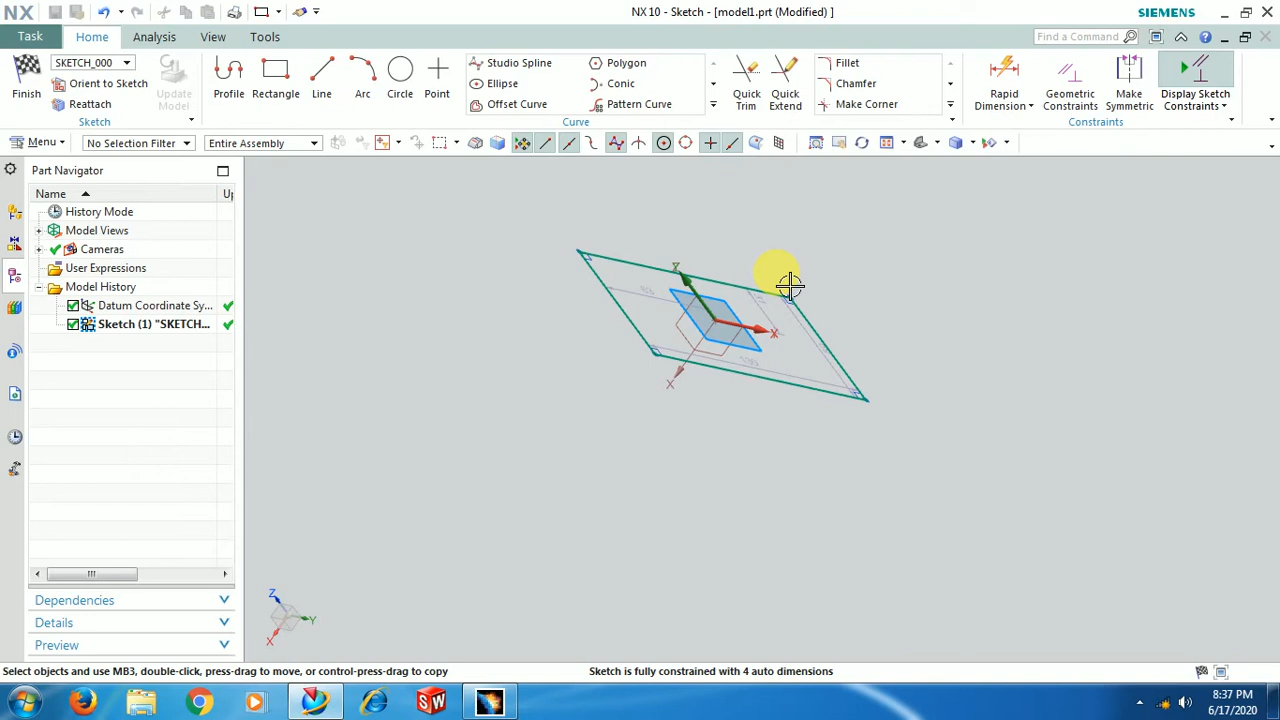 NX
NX 10 - Sketch - [model1.prt (Modified) ]
SIEMENS
Task
Home
Analysis
View
Tools
Find a Command
Finish
SKETCH_000
Orient to Sketch
Reattach
Update Model
Sketch
Profile
Rectangle
Line
Arc
Circle
Point
Studio Spline
Ellipse
Offset Curve
Polygon
Conic
Pattern Curve
Curve
Quick Trim
Quick Extend
Fillet
Chamfer
Make Corner
Rapid Dimension
Geometric Constraints
Make Symmetric
Display Sketch Constraints
Constraints
Menu
No Selection Filter
Entire Assembly
Part Navigator
Name
Up
History Mode
Model Views
Cameras
User Expressions
Model History
Datum Coordinate Sy...
Sketch (1) "SKETCH...
X
X
Z
Y
X
Dependencies
Details
Preview
Select objects and use MB3, double-click, press-drag to move, or control-press-drag to copy
Sketch is fully constrained with 4 auto dimensions
8:37 PM
6/17/2020